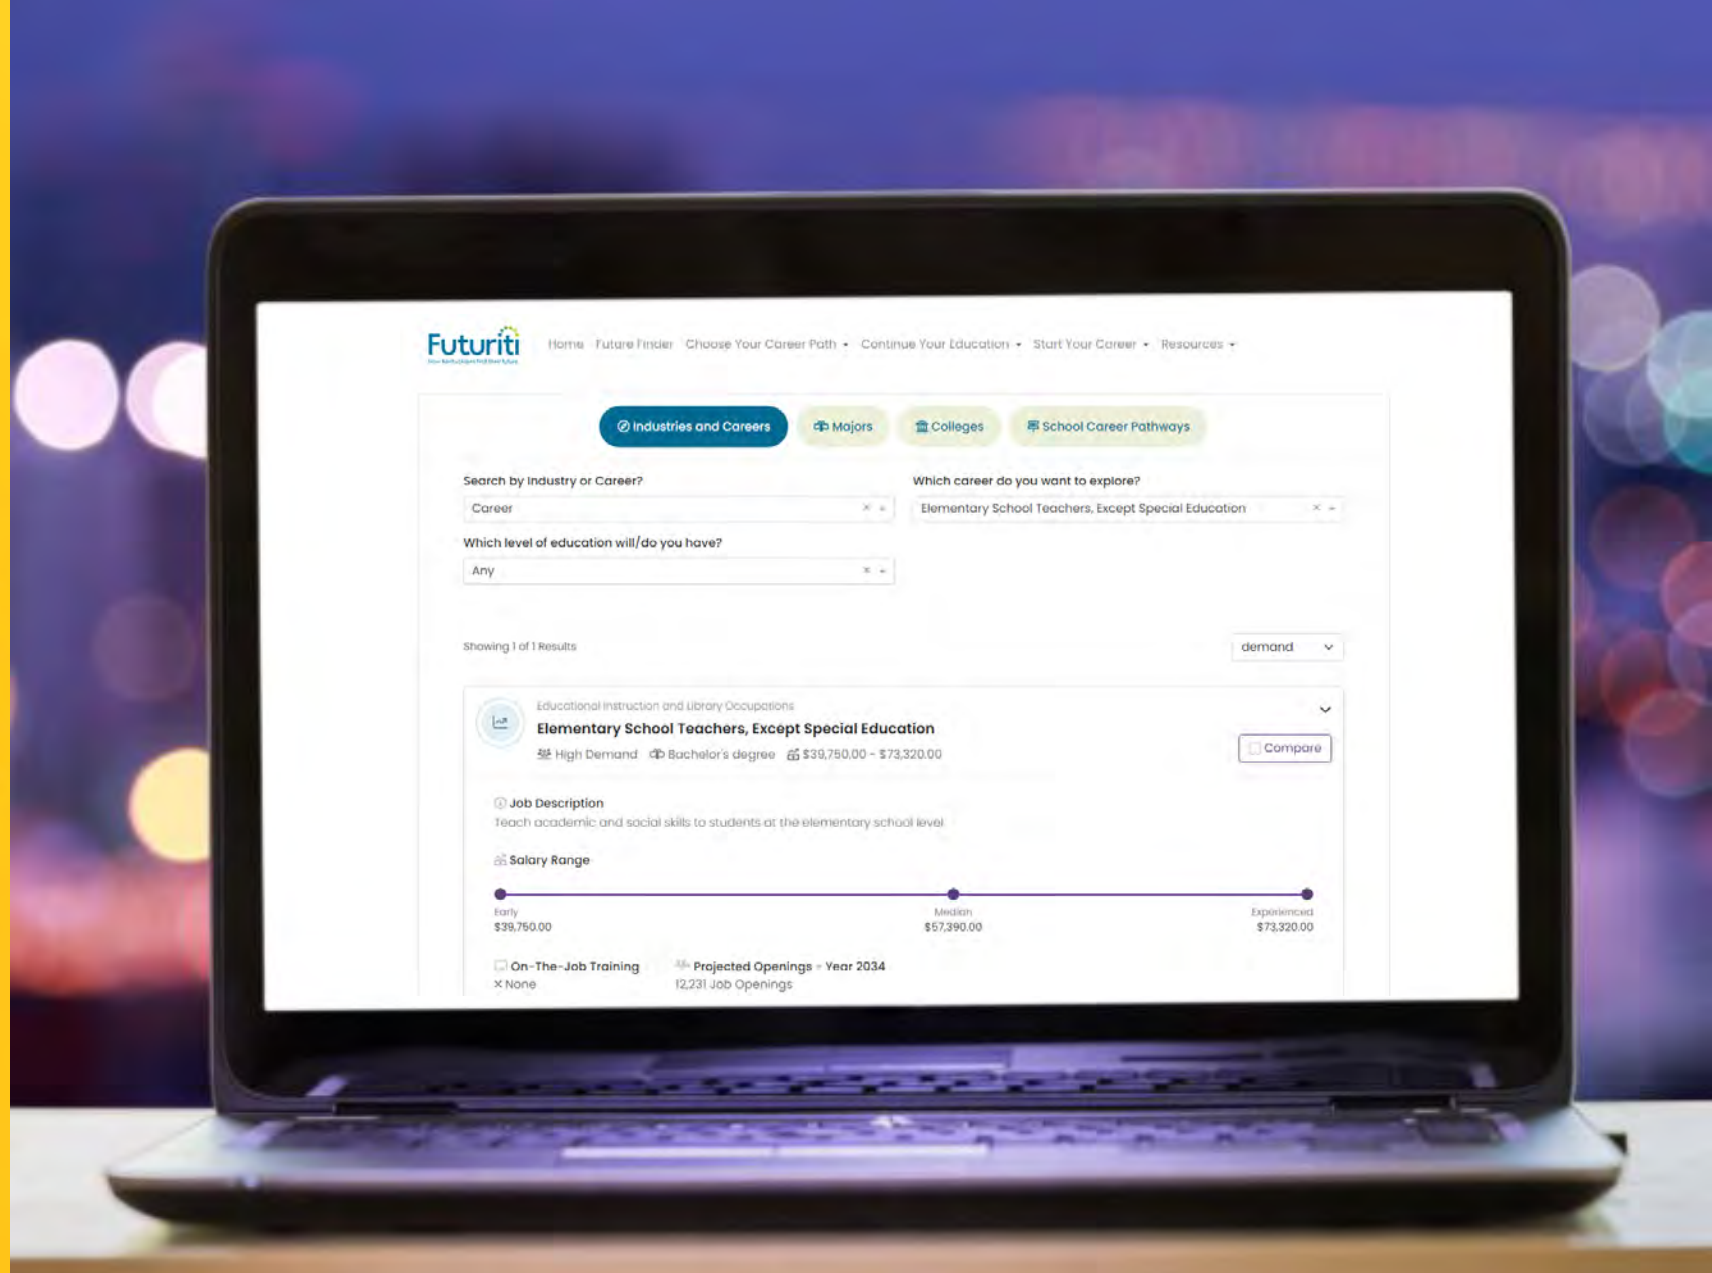 Futuriti
Home Future Finder Choose Your Career Path Continue Your Education Start Your Career Resources
Industries and Careers Majors Colleges School Career Pathways
Search by Industry or Career? Which career do you want to explore?
Career Elementary School Teachers, Except Special Education
Which level of education will/do you have?
Any
Showing 1 of 1 Results demand
Educational Instruction and Library Occupations
Elementary School Teachers, Except Special Education
High Demand Bachelor's degree $39,750.00 - $73,320.00
Compare
Job Description
Teach academic and social skills to students at the elementary school level.
Salary Range
Early Median Experienced
$39,750.00 $57,390.00 $73,320.00
On-The-Job Training Projected Openings - Year 2034
None 12,231 Job Openings